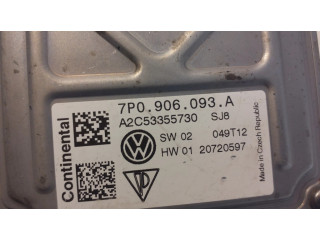 Continental
7P0.906.093.A
A2C53355730 SJ8
SW 02 049T12
HW 01 20720597
Made in Czech Republic